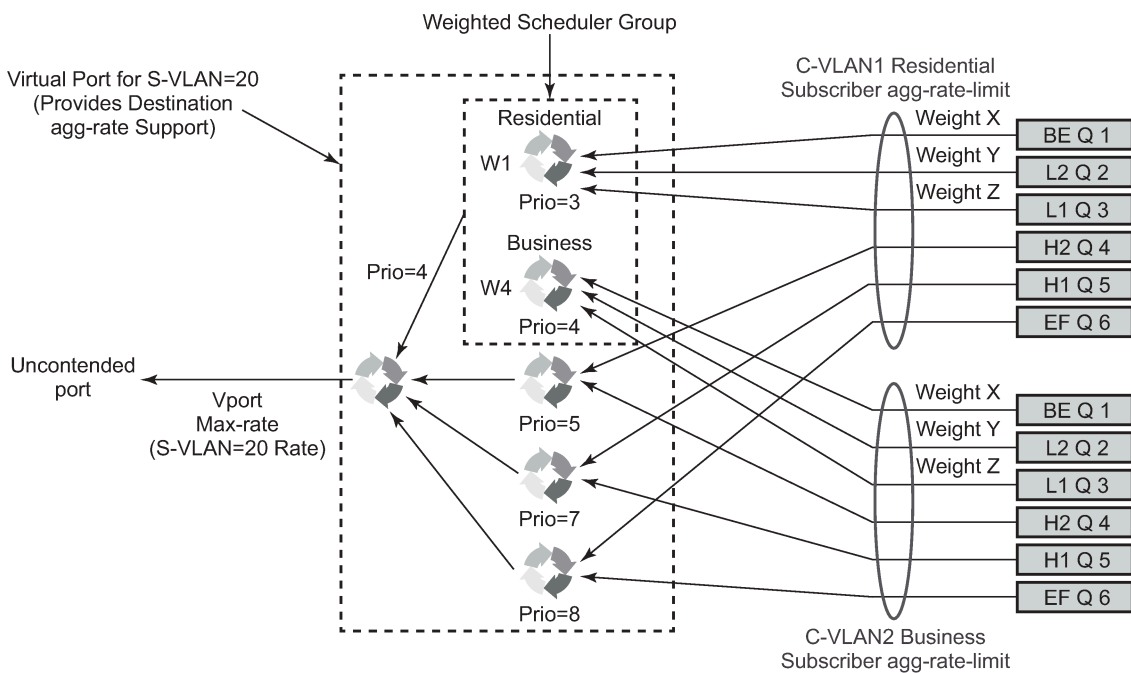 Weighted Scheduler Group
Virtual Port for S-VLAN=20
(Provides Destination
agg-rate Support)
C-VLAN1 Residential
Subscriber agg-rate-limit
Residential
W1
Prio=3
Business
W4
Prio=4
Prio=4
Prio=5
Prio=7
Prio=8
Uncontended
port
Vport
Max-rate
(S-VLAN=20 Rate)
Weight X
BE Q 1
Weight Y
L2 Q 2
Weight Z
L1 Q 3
H2 Q 4
H1 Q 5
EF Q 6
Weight X
BE Q 1
Weight Y
L2 Q 2
Weight Z
L1 Q 3
H2 Q 4
H1 Q 5
EF Q 6
C-VLAN2 Business
Subscriber agg-rate-limit